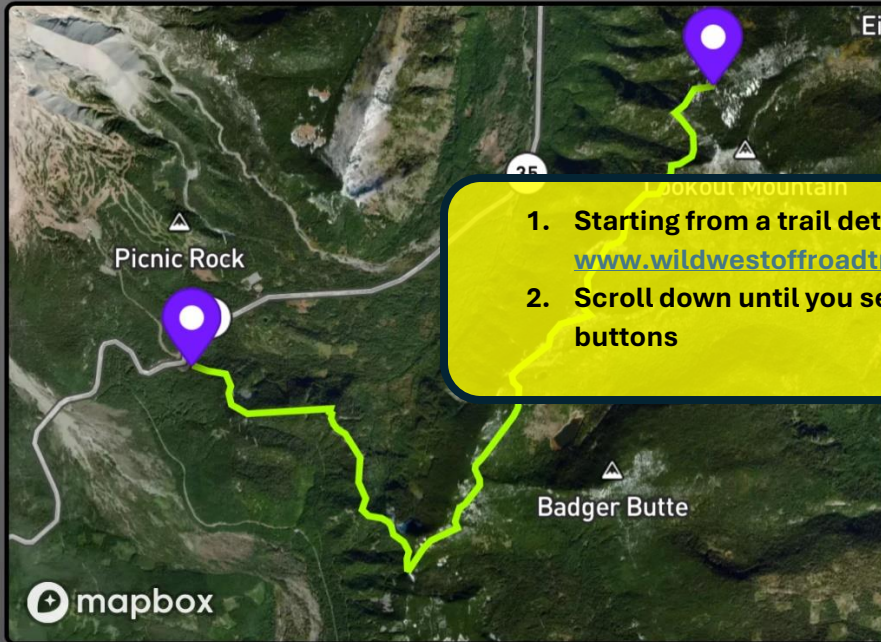 Ei
35
Lookout Mountain
1. Starting from a trail det
www.wildwestoffroadtr
2. Scroll down until you se
buttons
Picnic Rock
Badger Butte
mapbox